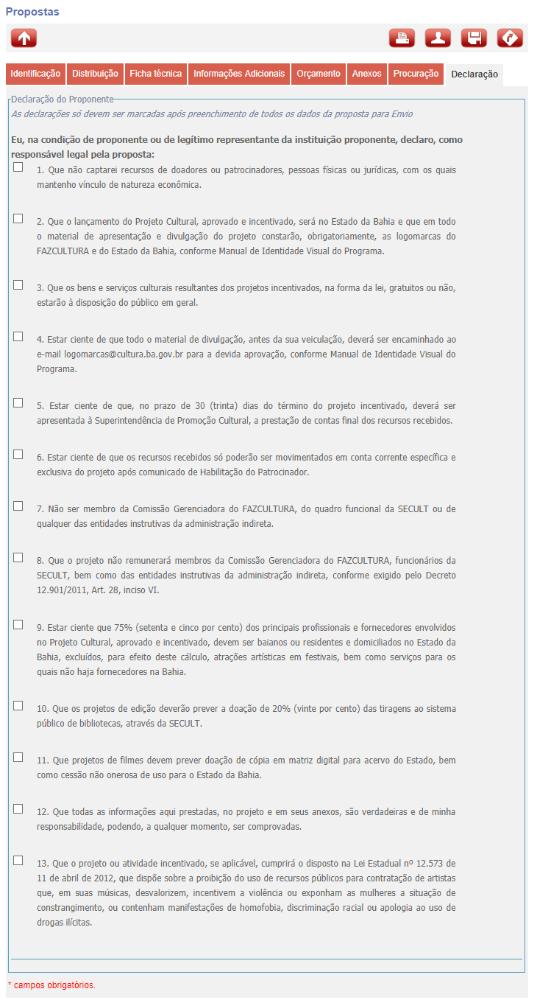 Propostas
Identificação Distribuição Ficha técnica Informações Adicionais Orçamento Anexos Procuração Declaração
Declaração do Proponente
As declarações só devem ser marcadas após preenchimento de todos os dados da proposta para Envio
Eu, na condição de proponente ou de legítimo representante da instituição proponente, declaro, como
responsável legal pela proposta:
1. Que não captarei recursos de doadores ou patrocinadores, pessoas físicas ou jurídicas, com os quais
mantenho vínculo de natureza econômica.
2. Que o lançamento do Projeto Cultural, aprovado e incentivado, será no Estado da Bahia e que em todo
o material de apresentação e divulgação do projeto constarão, obrigatoriamente, as logomarcas do
FAZCULTURA e do Estado da Bahia, conforme Manual de Identidade Visual do Programa.
3. Que os bens e serviços culturais resultantes dos projetos incentivados, na forma da lei, gratuitos ou não,
estarão à disposição do público em geral.
4. Estar ciente de que todo o material de divulgação, antes da sua veiculação, deverá ser encaminhado ao
e-mail logomarcas@cultura.ba.gov.br para a devida aprovação, conforme Manual de Identidade Visual do
Programa.
5. Estar ciente de que, no prazo de 30 (trinta) dias do término do projeto incentivado, deverá ser
apresentada à Superintendência de Promoção Cultural, a prestação de contas final dos recursos recebidos.
6. Estar ciente de que os recursos recebidos só poderão ser movimentados em conta corrente específica e
exclusiva do projeto após comunicado de Habilitação do Patrocinador.
7. Não ser membro da Comissão Gerenciadora do FAZCULTURA, do quadro funcional da SECULT ou de
qualquer das entidades instrutivas da administração indireta.
8. Que o projeto não remunerará membros da Comissão Gerenciadora do FAZCULTURA, funcionários da
SECULT, bem como das entidades instrutivas da administração indireta, conforme exigido pelo Decreto
12.901/2011, Art. 28, inciso VI.
9. Estar ciente que 75% (setenta e cinco por cento) dos principais profissionais e fornecedores envolvidos
no Projeto Cultural, aprovado e incentivado, devem ser baianos ou residentes e domiciliados no Estado da
Bahia, excluídos, para efeito deste cálculo, atrações artísticas em festivais, bem como serviços para os
quais não haja fornecedores na Bahia.
10. Que os projetos de edição deverão prever a doação de 20% (vinte por cento) das tiragens ao sistema
público de bibliotecas, através da SECULT.
11. Que projetos de filmes devem prever doação de cópia em matriz digital para acervo do Estado, bem
como cessão não onerosa de uso para o Estado da Bahia.
12. Que todas as informações aqui prestadas, no projeto e em seus anexos, são verdadeiras e de minha
responsabilidade, podendo, a qualquer momento, ser comprovadas.
13. Que o projeto ou atividade incentivado, se aplicável, cumprirá o disposto na Lei Estadual nº 12.573 de
11 de abril de 2012, que dispõe sobre a proibição do uso de recursos públicos para contratação de artistas
que, em suas músicas, desvalorizem, incentivem a violência ou exponham as mulheres a situação de
constrangimento, ou contenham manifestações de homofobia, discriminação racial ou apologia ao uso de
drogas ilícitas.
* campos obrigatórios.